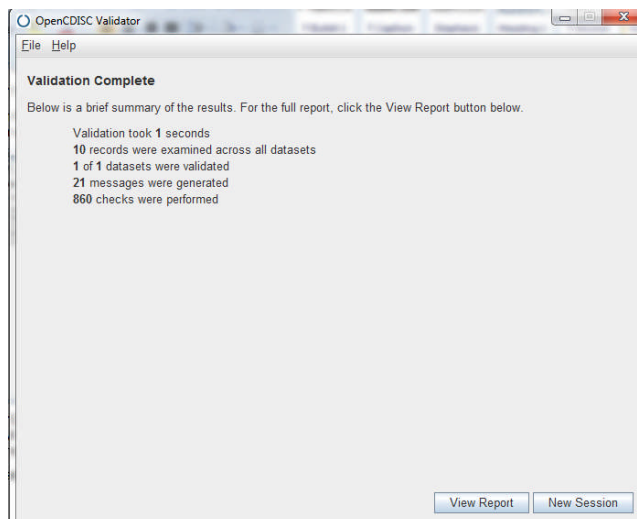 OpenCDISC Validator
File Help
Validation Complete
Below is a brief summary of the results. For the full report, click the View Report button below.
Validation took 1 seconds
10 records were examined across all datasets
1 of 1 datasets were validated
21 messages were generated
860 checks were performed
View Report New Session